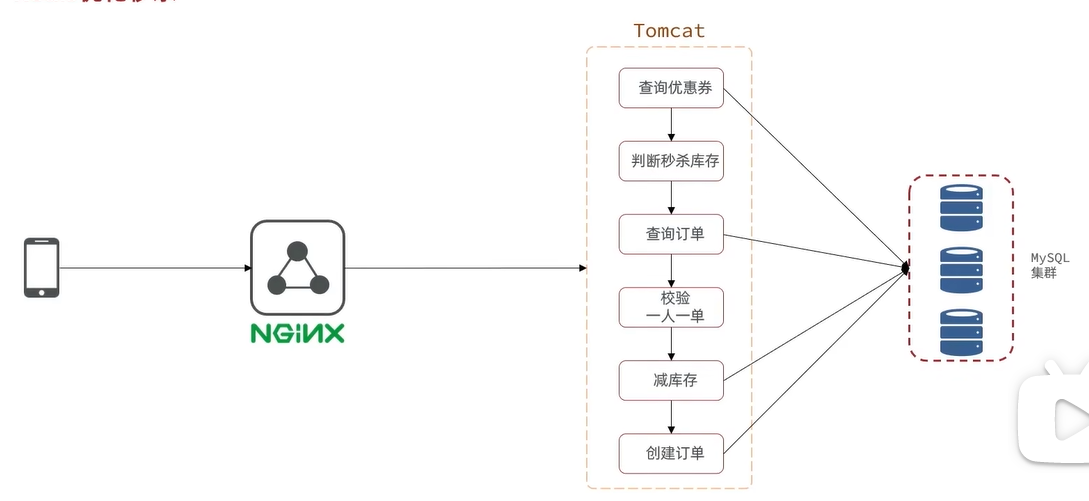 Tomcat
查询优惠券
判断秒杀库存
查询订单
校验
一人一单
减库存
创建订单
NGINX
MySQL
集群